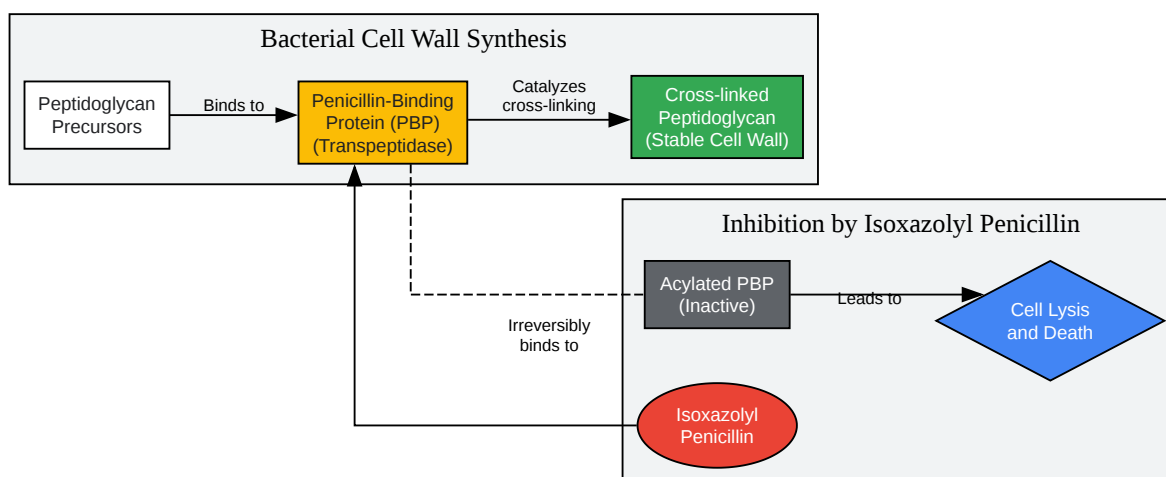 Bacterial Cell Wall Synthesis
Peptidoglycan
Precursors
Binds to
Penicillin-Binding
Protein (PBP)
(Transpeptidase)
Catalyzes
cross-linking
Cross-linked
Peptidoglycan
(Stable Cell Wall)
Inhibition by Isoxazolyl Penicillin
Acylated PBP
(Inactive)
Leads to
Cell Lysis
and Death
Irreversibly
binds to
Isoxazolyl
Penicillin